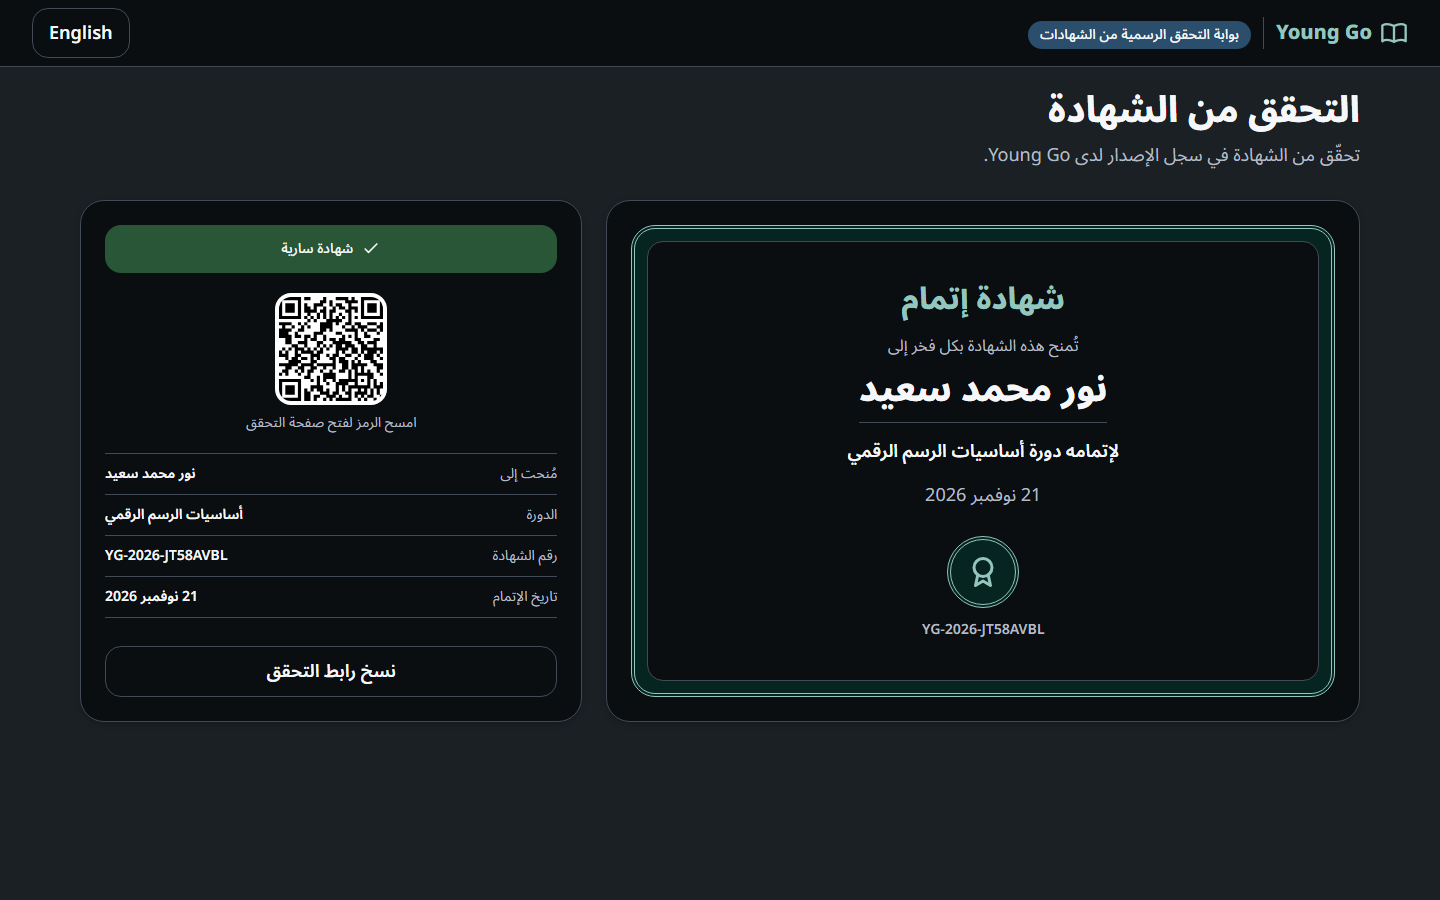 Young Go
بوابة التحقق الرسمية من الشهادات
English
التحقق من الشهادة
تحقّق من الشهادة في سجل الإصدار لدى Young Go.
شهادة إتمام
تُمنح هذه الشهادة بكل فخر إلى
نور محمد سعيد
لإتمامه دورة أساسيات الرسم الرقمي
21 نوفمبر 2026
YG-2026-JT58AVBL
شهادة سارية
امسح الرمز لفتح صفحة التحقق
مُنحت إلى نور محمد سعيد
الدورة أساسيات الرسم الرقمي
رقم الشهادة YG-2026-JT58AVBL
تاريخ الإتمام 21 نوفمبر 2026
نسخ رابط التحقق